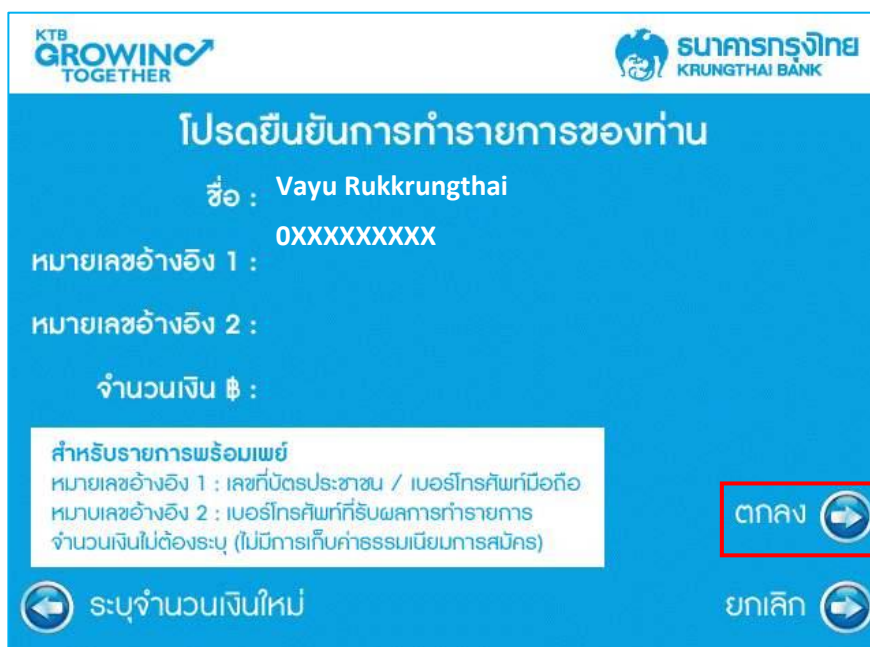 KTB
GROWING
TOGETHER
ธนาคารกรุงไทย
KRUNGTHAI BANK
โปรดยืนยันการทำรายการของท่าน
ชื่อ : Vayu Rukkrungthai
0XXXXXXXXX
หมายเลขอ้างอิง 1 :
หมายเลขอ้างอิง 2 :
จำนวนเงิน ฿ :
สำหรับรายการพร้อมเพย์
หมายเลขอ้างอิง 1 : เลขที่บัตรประชาชน / เบอร์โทรศัพท์มือถือ
หมายเลขอ้างอิง 2 : เบอร์โทรศัพท์ที่รับผลการทำรายการ
จำนวนเงินไม่ต้องระบุ (ไม่มีการเก็บค่าธรรมเนียมการสมัคร)
ตกลง
ระบุจำนวนเงินใหม่
ยกเลิก